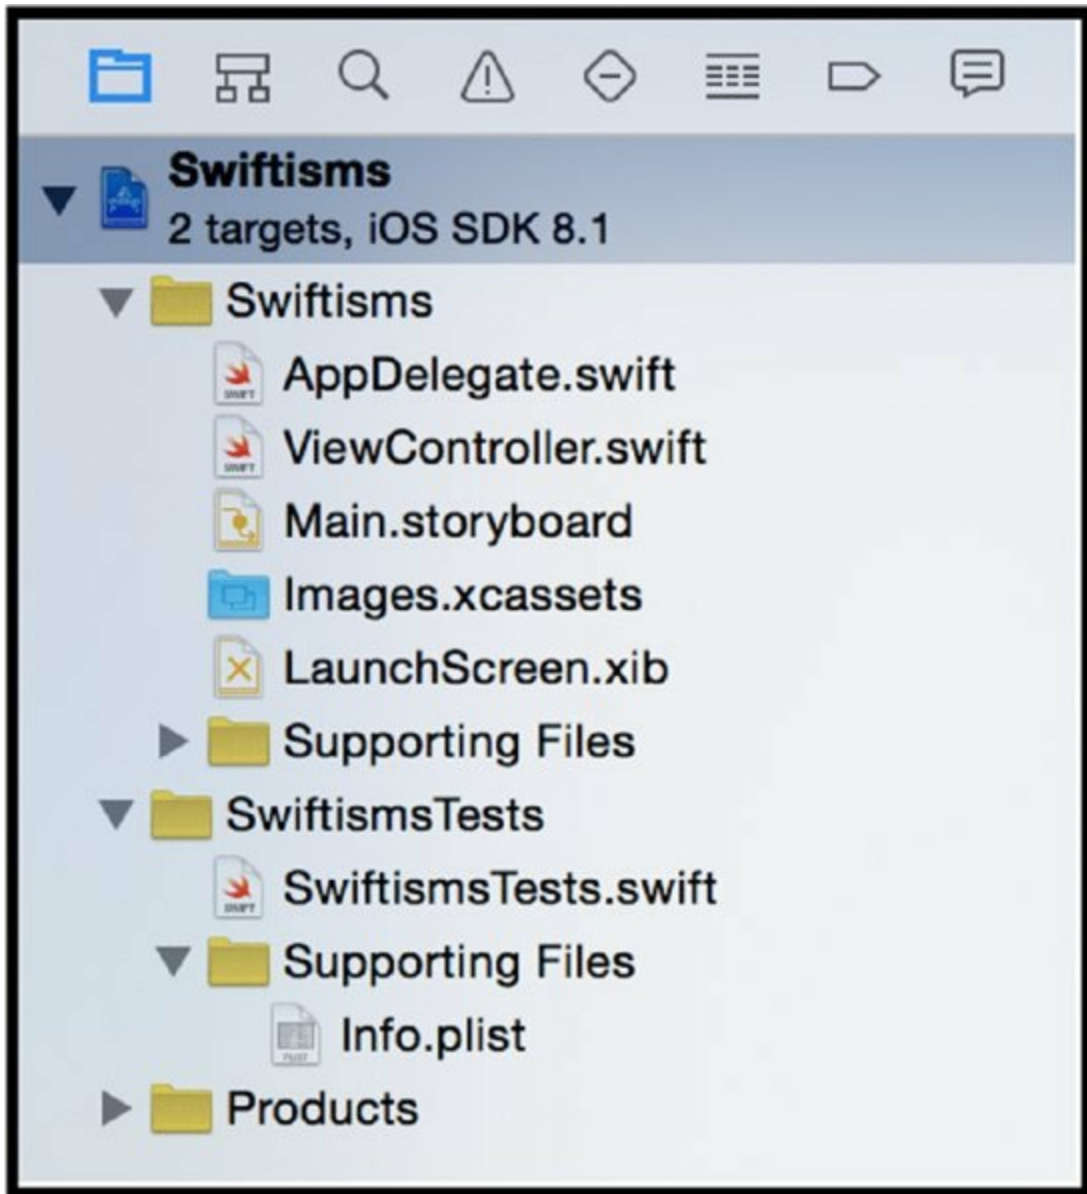 Swiftisms
2 targets, iOS SDK 8.1
Swiftisms
AppDelegate.swift
ViewController.swift
Main.storyboard
Images.xcassets
LaunchScreen.xib
Supporting Files
SwiftismsTests
SwiftismsTests.swift
Supporting Files
Info.plist
Products